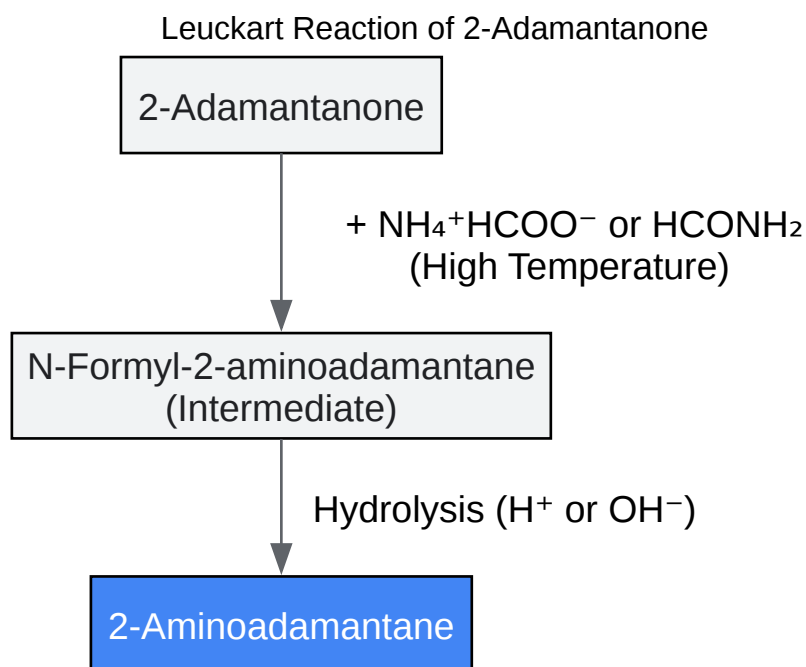 Leuckart Reaction of 2-Adamantanone
2-Adamantanone
+ NH₄⁺HCOO⁻ or HCONH₂
(High Temperature)
N-Formyl-2-aminoadamantane
(Intermediate)
Hydrolysis (H⁺ or OH⁻)
2-Aminoadamantane